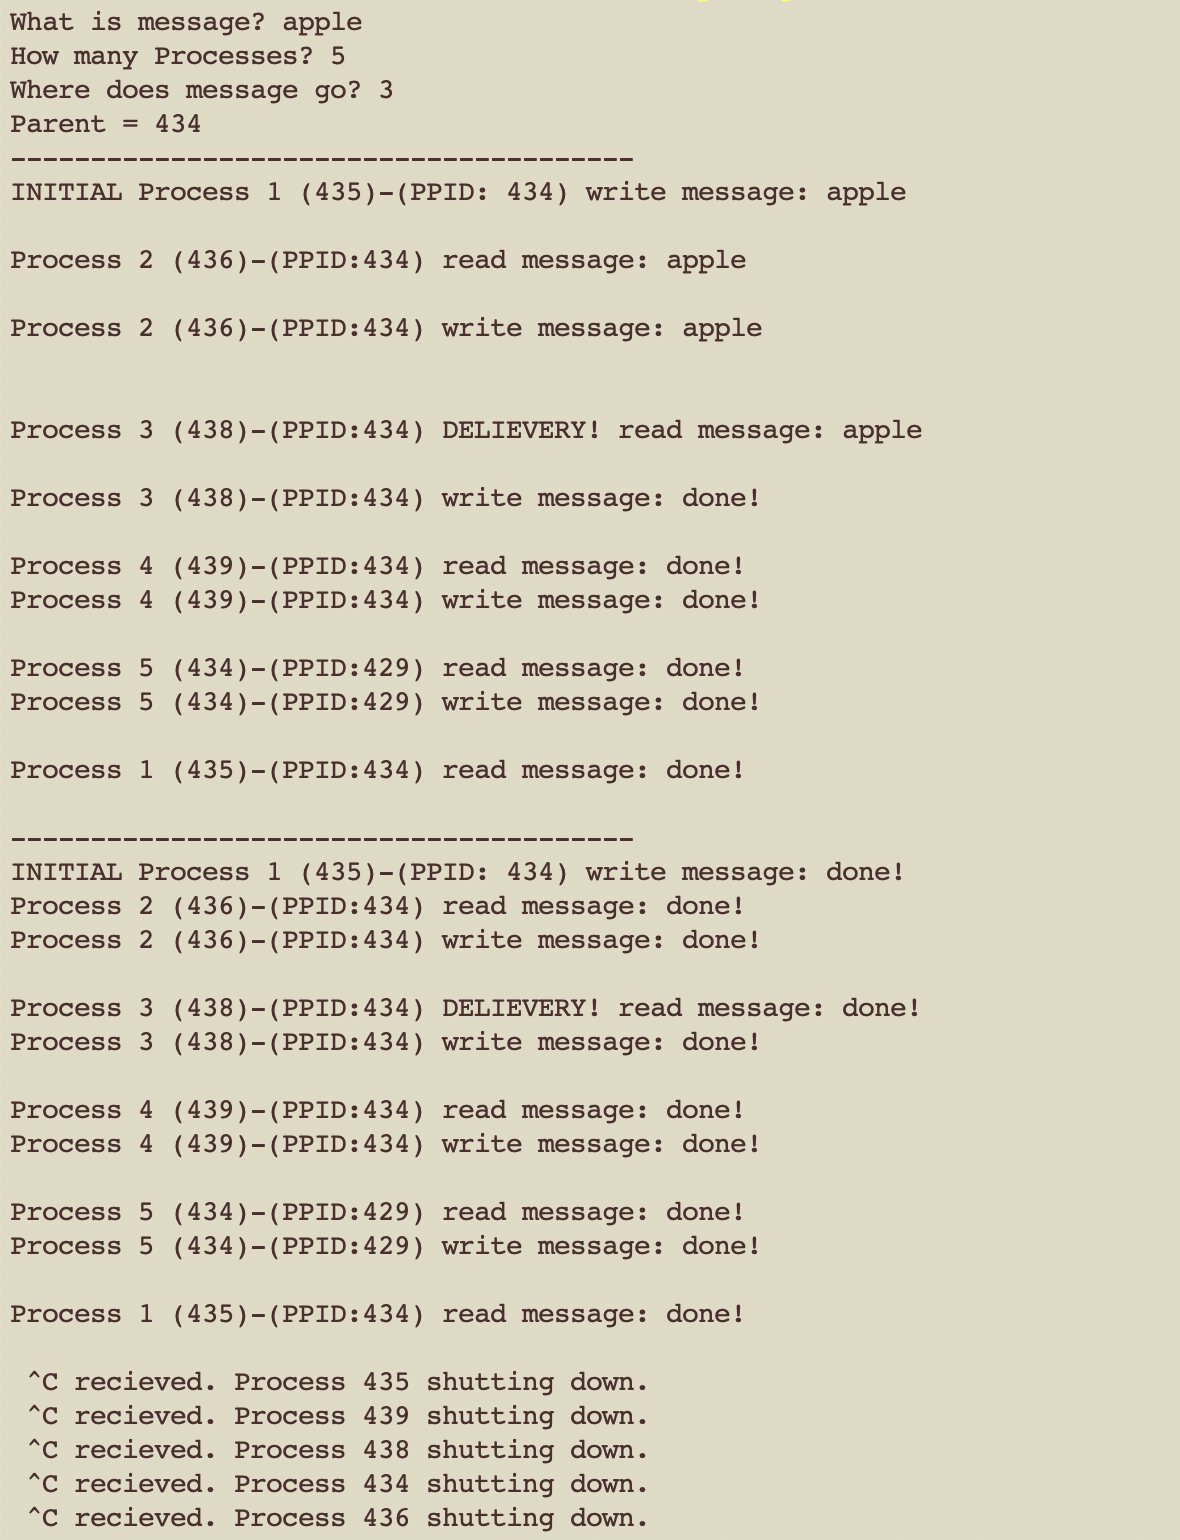 What is message? apple
How many Processes? 5
Where does message go? 3
Parent = 434
---------------------------------------
INITIAL Process 1 (435)-(PPID: 434) write message: apple
Process 2 (436)-(PPID:434) read message: apple
Process 2 (436)-(PPID:434) write message: apple
Process 3 (438)-(PPID:434) DELIEVERY! read message: apple
Process 3 (438)-(PPID:434) write message: done!
Process 4 (439)-(PPID:434) read message: done!
Process 4 (439)-(PPID:434) write message: done!
Process 5 (434)-(PPID:429) read message: done!
Process 5 (434)-(PPID:429) write message: done!
Process 1 (435)-(PPID:434) read message: done!
---------------------------------------
INITIAL Process 1 (435)-(PPID: 434) write message: done!
Process 2 (436)-(PPID:434) read message: done!
Process 2 (436)-(PPID:434) write message: done!
Process 3 (438)-(PPID:434) DELIEVERY! read message: done!
Process 3 (438)-(PPID:434) write message: done!
Process 4 (439)-(PPID:434) read message: done!
Process 4 (439)-(PPID:434) write message: done!
Process 5 (434)-(PPID:429) read message: done!
Process 5 (434)-(PPID:429) write message: done!
Process 1 (435)-(PPID:434) read message: done!
^C recieved. Process 435 shutting down.
^C recieved. Process 439 shutting down.
^C recieved. Process 438 shutting down.
^C recieved. Process 434 shutting down.
^C recieved. Process 436 shutting down.